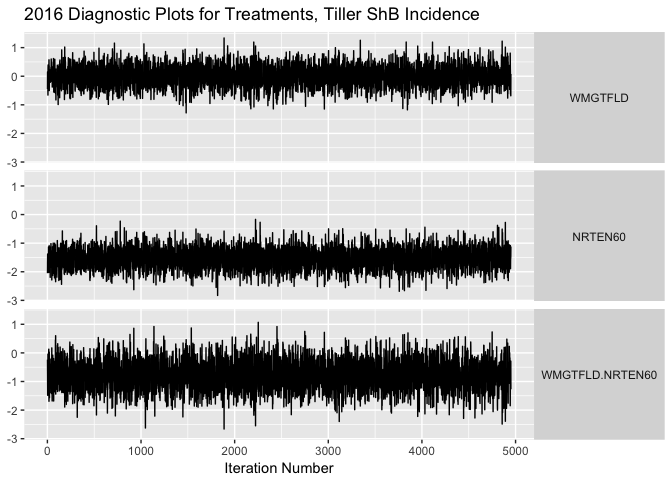 2016 Diagnostic Plots for Treatments, Tiller ShB Incidence
1
0
-1
-2
-3
WMGTFLD
1
0
-1
-2
-3
NRTEN60
1
0
-1
-2
-3
WMGTFLD.NRTEN60
0 1000 2000 3000 4000 5000
Iteration Number